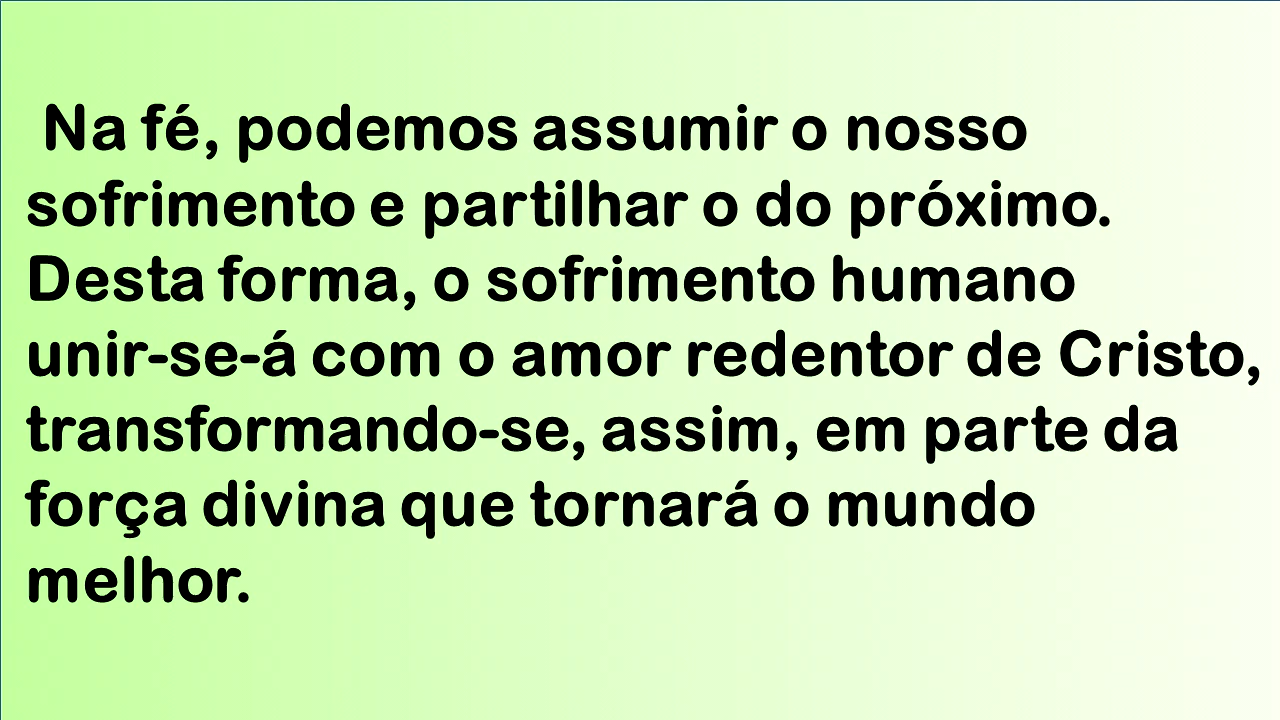 Na fé, podemos assumir o nosso
sofrimento e partilhar o do próximo.
Desta forma, o sofrimento humano
unir-se-á com o amor redentor de Cristo,
transformando-se, assim, em parte da
força divina que tornará o mundo
melhor.